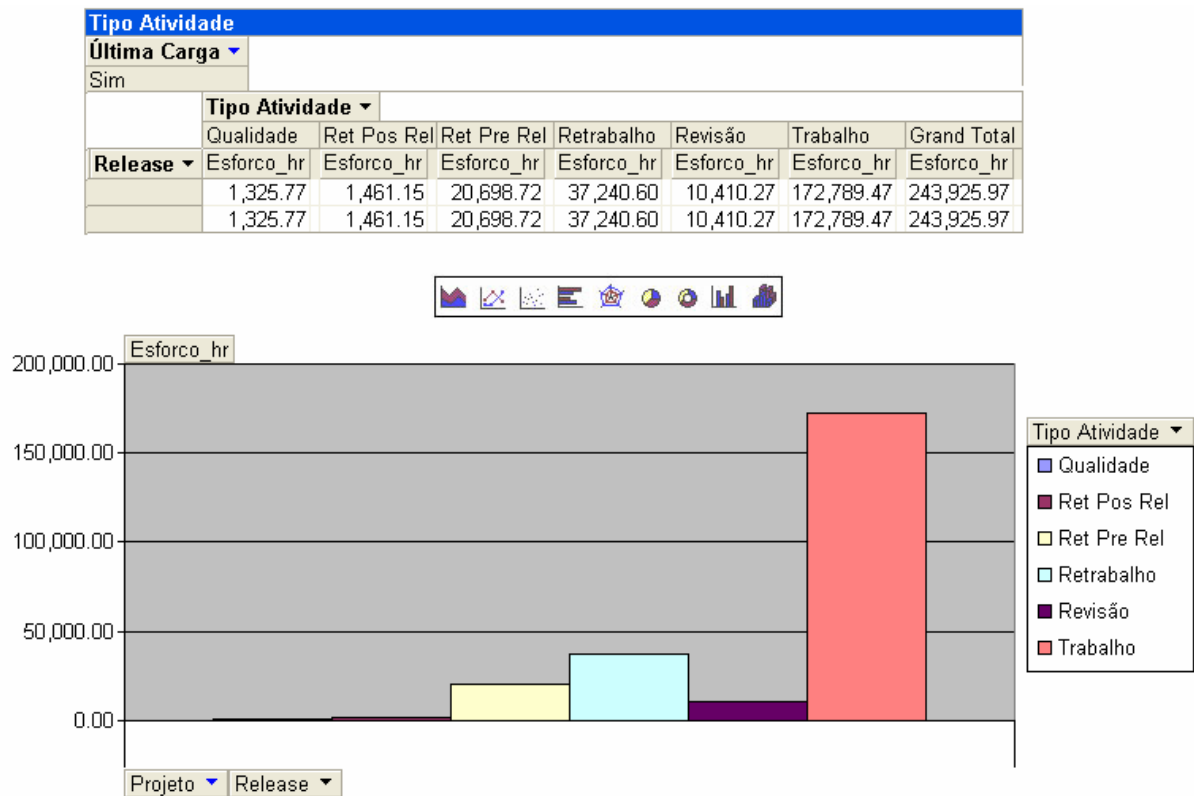 Tipo Atividade
Última Carga
Sim
Tipo Atividade
Qualidade Ret Pos Rel Ret Pre Rel Retrabalho Revisão Trabalho Grand Total
Release Esforco_hr Esforco_hr Esforco_hr Esforco_hr Esforco_hr Esforco_hr Esforco_hr
1,325.77 1,461.15 20,698.72 37,240.60 10,410.27 172,789.47 243,925.97
1,325.77 1,461.15 20,698.72 37,240.60 10,410.27 172,789.47 243,925.97
Esforco_hr
200,000.00
150,000.00
100,000.00
50,000.00
0.00
Tipo Atividade
Qualidade
Ret Pos Rel
Ret Pre Rel
Retrabalho
Revisão
Trabalho
Projeto Release